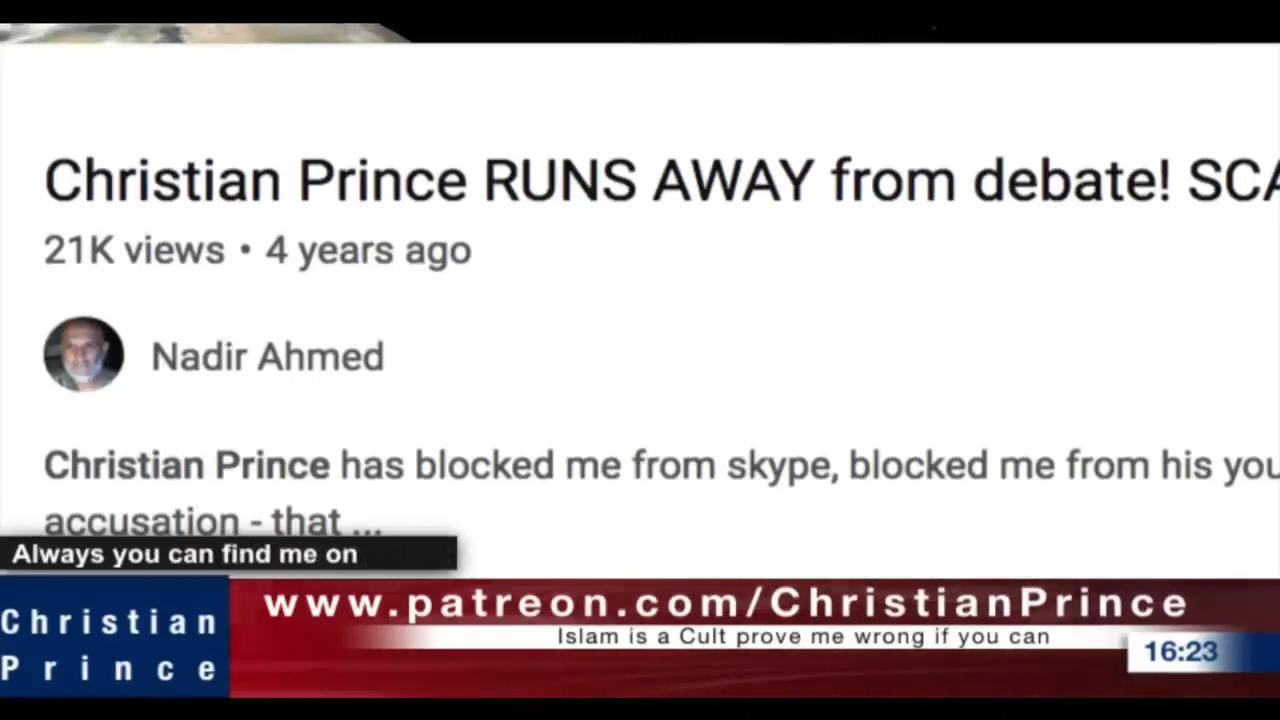 Christian Prince RUNS AWAY from debate! SCA
21K views • 4 years ago
Nadir Ahmed
Christian Prince has blocked me from skype, blocked me from his you
accusation - that ...
Always you can find me on
www.patreon.com/ChristianPrince
Islam is a Cult prove me wrong if you can
Christian
Prince
16:23